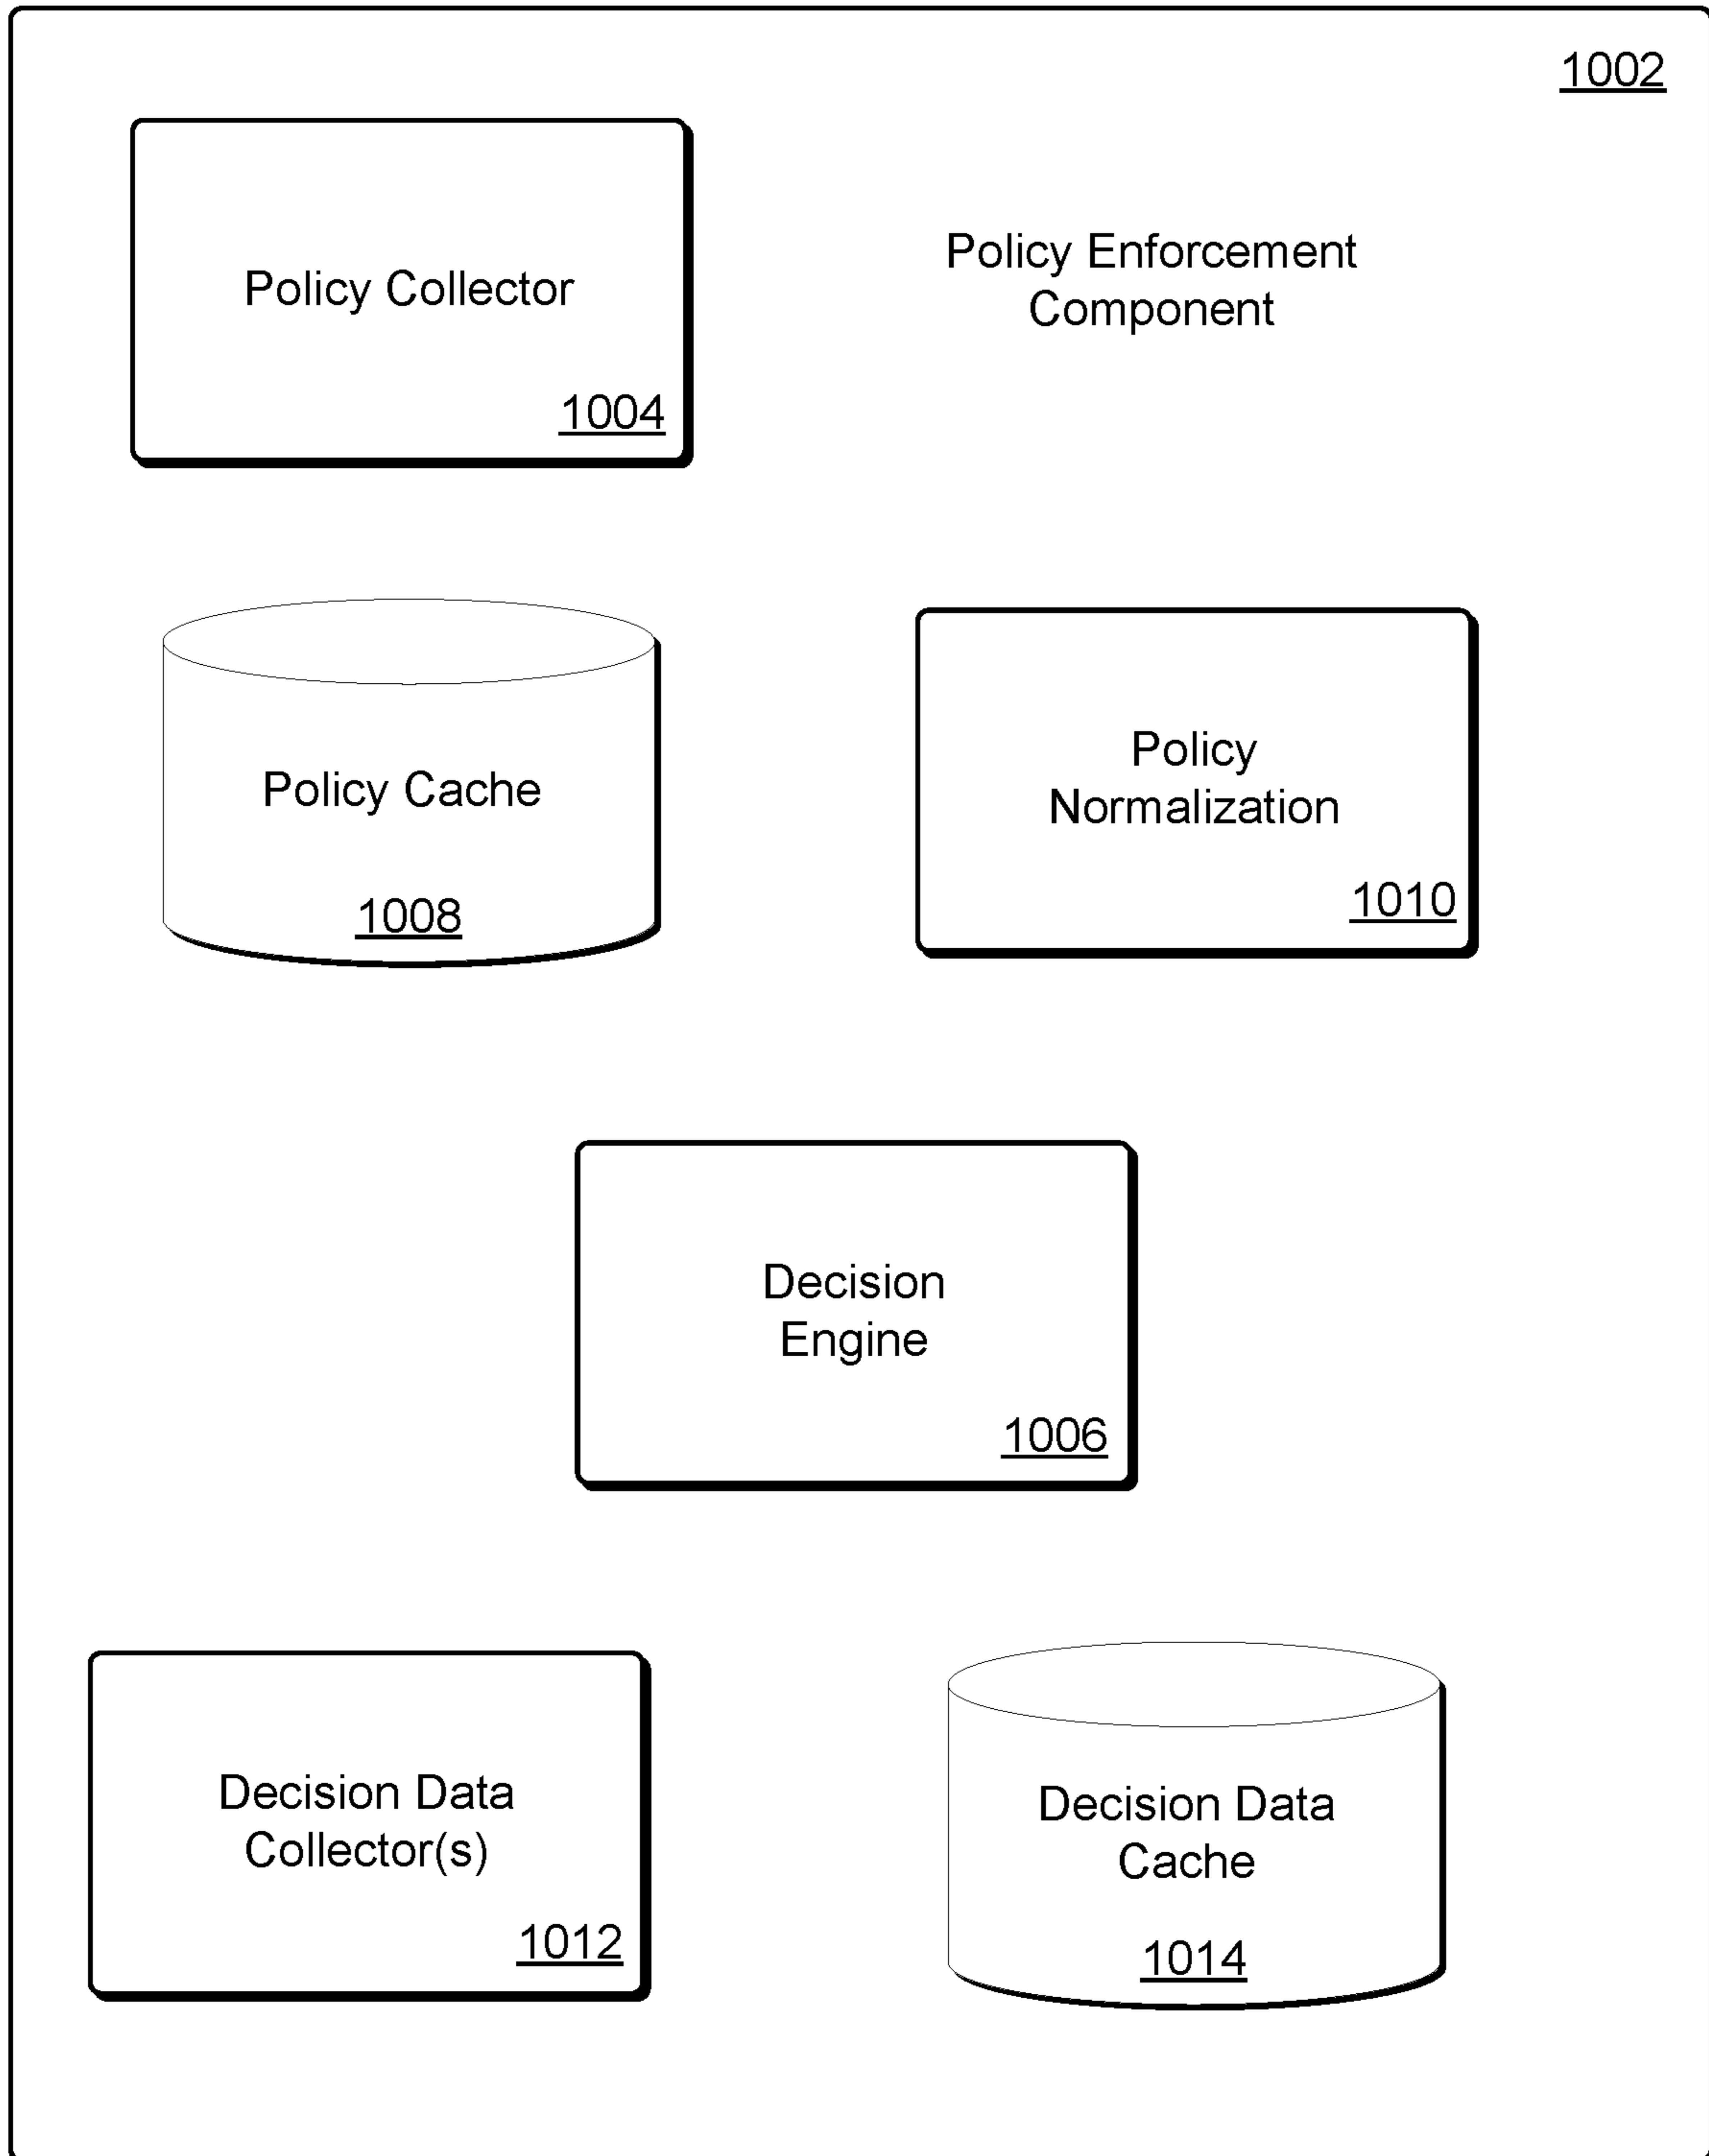 1002
Policy Collector
1004
Policy Enforcement
Component
Policy Cache
1008
Policy
Normalization
1010
Decision
Engine
1006
Decision Data
Collector(s)
1012
Decision Data
Cache
1014